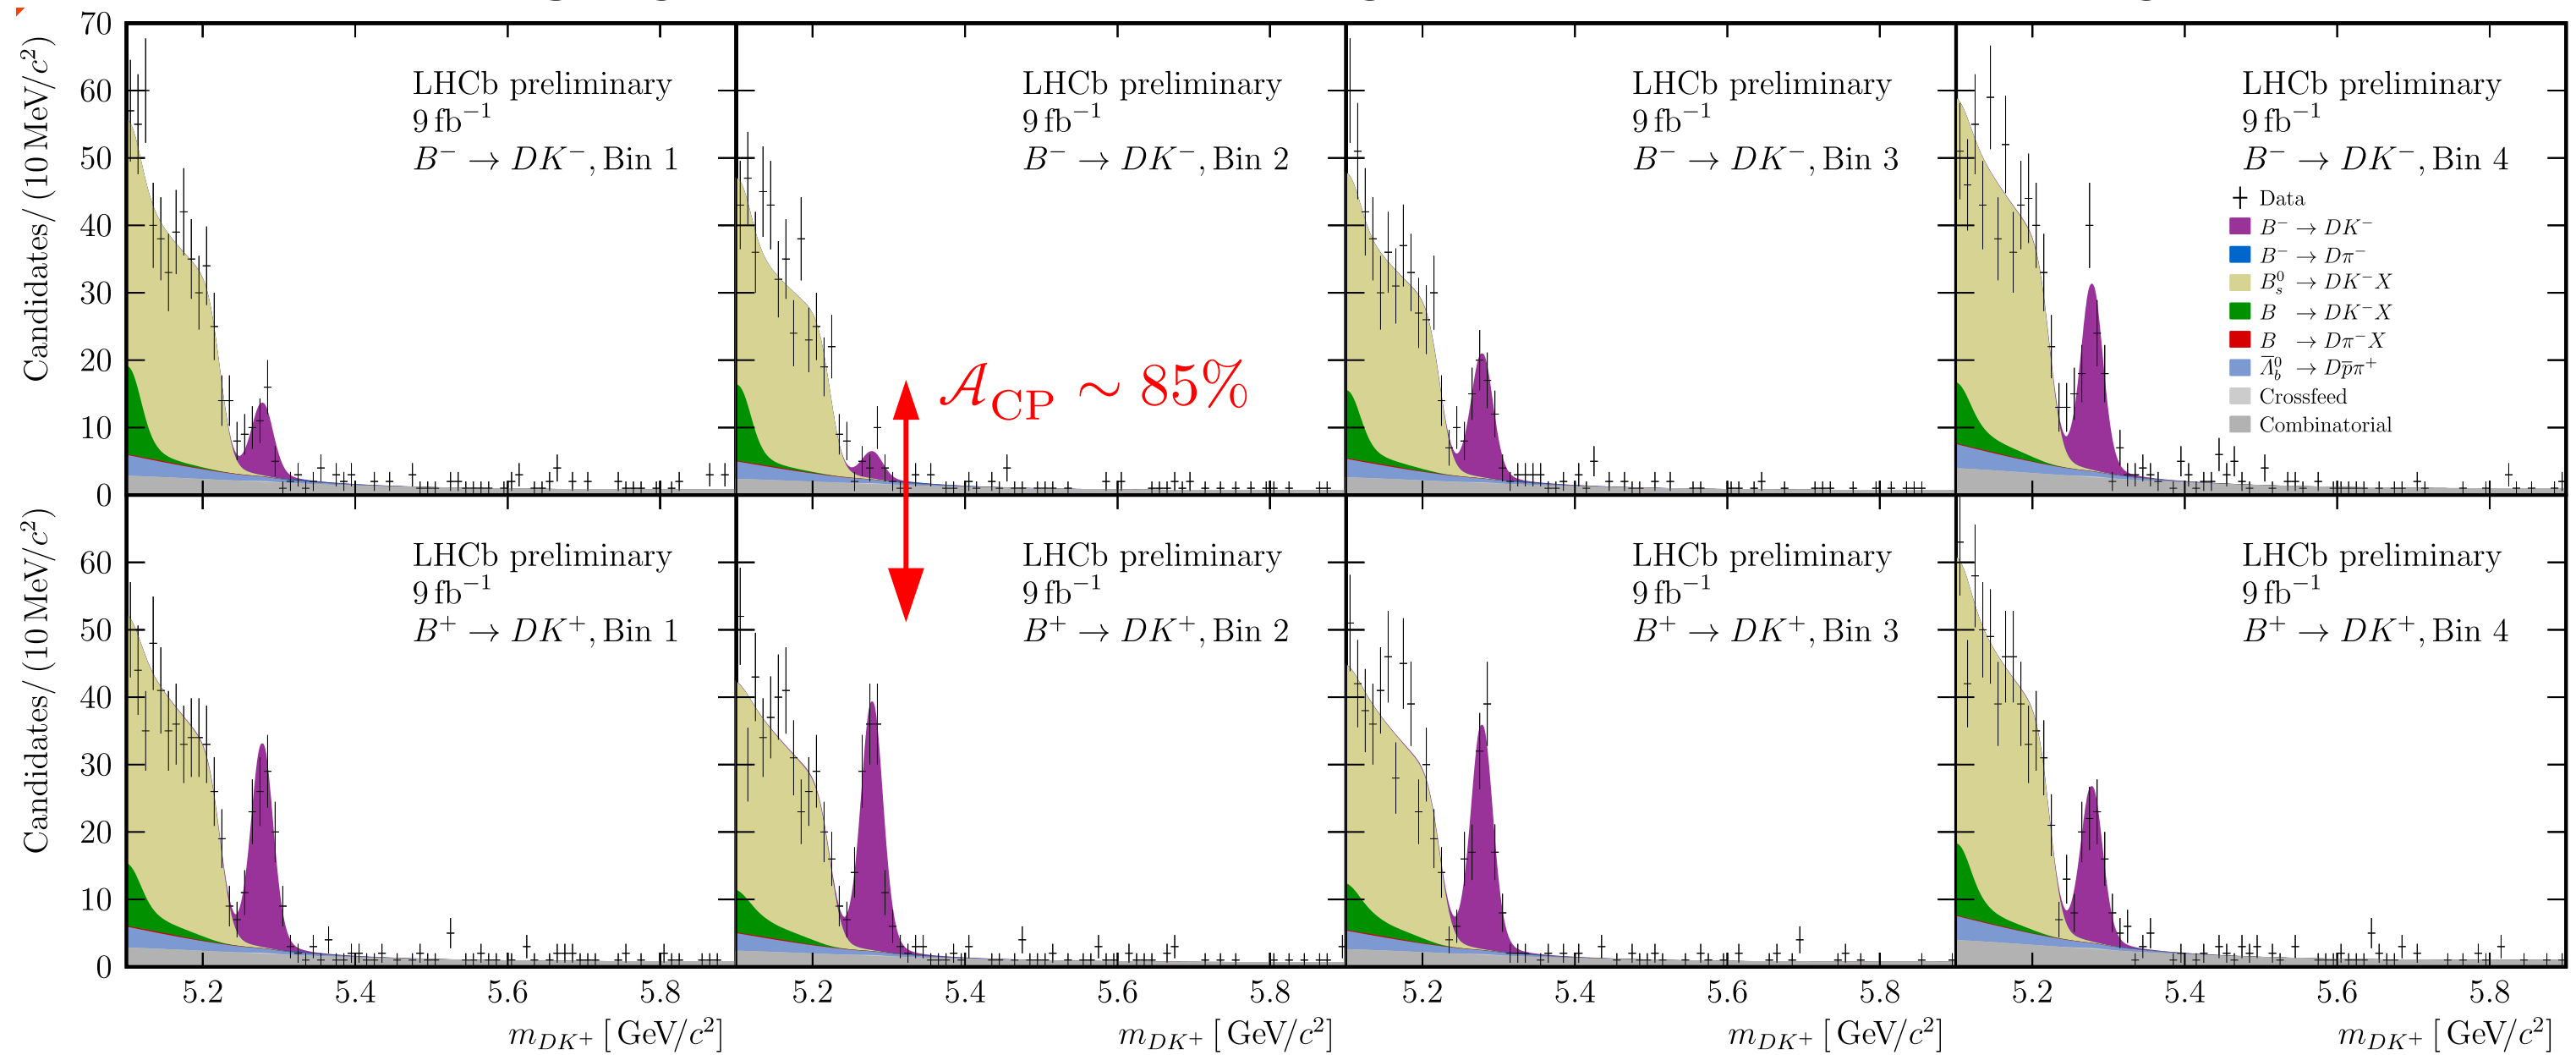 70
60
50
40
30
20
10
0
Candidates/ (10 MeV/c²)
LHCb preliminary
9 fb⁻¹
B⁻ → DK⁻, Bin 1
LHCb preliminary
9 fb⁻¹
B⁻ → DK⁻, Bin 2
LHCb preliminary
9 fb⁻¹
B⁻ → DK⁻, Bin 3
LHCb preliminary
9 fb⁻¹
B⁻ → DK⁻, Bin 4
Data
B⁻ → DK⁻
B⁻ → Dπ⁻
B⁰ₛ → DK⁻X
B → DK⁻X
B → Dπ⁻X
Λ̅⁰_b → Dp̅π⁺
Crossfeed
Combinatorial
𝒜_CP ∼ 85%
60
50
40
30
20
10
0
Candidates/ (10 MeV/c²)
LHCb preliminary
9 fb⁻¹
B⁺ → DK⁺, Bin 1
LHCb preliminary
9 fb⁻¹
B⁺ → DK⁺, Bin 2
LHCb preliminary
9 fb⁻¹
B⁺ → DK⁺, Bin 3
LHCb preliminary
9 fb⁻¹
B⁺ → DK⁺, Bin 4
5.2 5.4 5.6 5.8
m_DK⁺ [GeV/c²]
5.2 5.4 5.6 5.8
m_DK⁺ [GeV/c²]
5.2 5.4 5.6 5.8
m_DK⁺ [GeV/c²]
5.2 5.4 5.6 5.8
m_DK⁺ [GeV/c²]